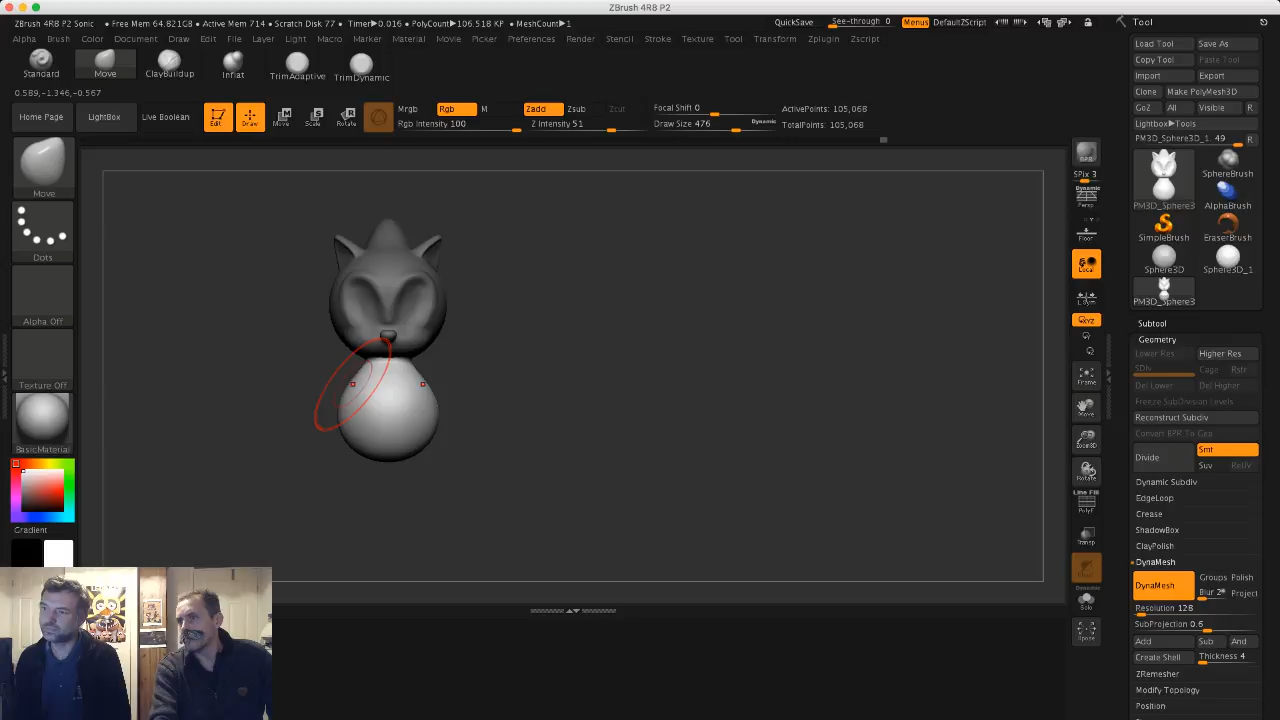 ZBrush 4R8 P2
ZBrush 4R8 P2 Sonic • Free Mem 64.821GB • Active Mem 714 • Scratch Disk 77 • Timer▶0.016 • PolyCount▶106.518 KP • MeshCount▶1
QuickSave See-through 0 Menus DefaultZScript
Alpha Brush Color Document Draw Edit File Layer Light Macro Marker Material Movie Picker Preferences Render Stencil Stroke Texture Tool Transform Zplugin Zscript
Standard Move ClayBuildup Inflat TrimAdaptive TrimDynamic
0.589,-1.346,-0.567
Home Page LightBox Live Boolean Edit Draw Move Scale Rotate
Mrgb Rgb M Zadd Zsub Zcut Focal Shift 0 ActivePoints: 105,068
Rgb Intensity 100 Z Intensity 51 Draw Size 476 Dynamic TotalPoints: 105,068
Move
Dots
Alpha Off
Texture Off
BasicMaterial
Gradient
BPR
SPix 3
Dynamic
Persp
Floor
Local
L.Sym
XYZ
Frame
Move
Zoom3D
Rotate
Line Fill
PolyF
Transp
Dynamic
Solo
Xpose
Tool
Load Tool Save As
Copy Tool Paste Tool
Import Export
Clone Make PolyMesh3D
GoZ All Visible R
Lightbox▶Tools
PM3D_Sphere3D_1. 49 R
SphereBrush
PM3D_Sphere3 AlphaBrush
SimpleBrush EraserBrush
Sphere3D Sphere3D_1
PM3D_Sphere3
Subtool
Geometry
Lower Res Higher Res
SDiv Cage Rstr
Del Lower Del Higher
Freeze SubDivision Levels
Reconstruct Subdiv
Convert BPR To Geo
Divide Smt
Suv ReUV
Dynamic Subdiv
EdgeLoop
Crease
ShadowBox
ClayPolish
DynaMesh
DynaMesh Groups Polish
Blur 2 Project
Resolution 128
SubProjection 0.6
Add Sub And
Create Shell Thickness 4
ZRemesher
Modify Topology
Position